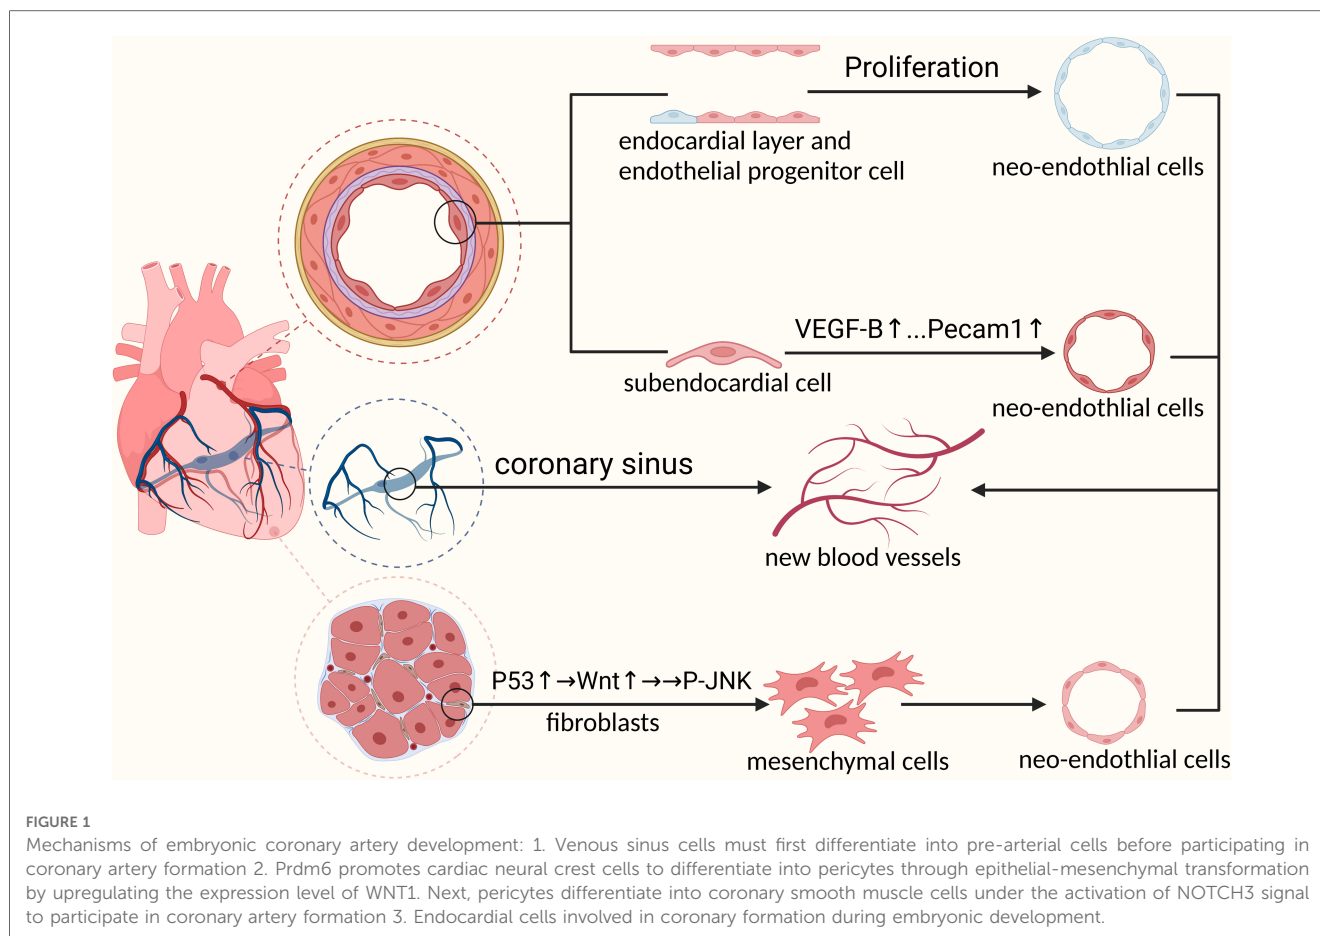 Proliferation
endocardial layer and
endothelial progenitor cell
neo-endothlial cells
VEGF-B↑...Pecam1↑
subendocardial cell
neo-endothlial cells
coronary sinus
new blood vessels
P53↑→Wnt↑→→P-JNK
fibroblasts
mesenchymal cells
neo-endothlial cells
FIGURE 1
Mechanisms of embryonic coronary artery development: 1. Venous sinus cells must first differentiate into pre-arterial cells before participating in
coronary artery formation 2. Prdm6 promotes cardiac neural crest cells to differentiate into pericytes through epithelial-mesenchymal transformation
by upregulating the expression level of WNT1. Next, pericytes differentiate into coronary smooth muscle cells under the activation of NOTCH3 signal
to participate in coronary artery formation 3. Endocardial cells involved in coronary formation during embryonic development.